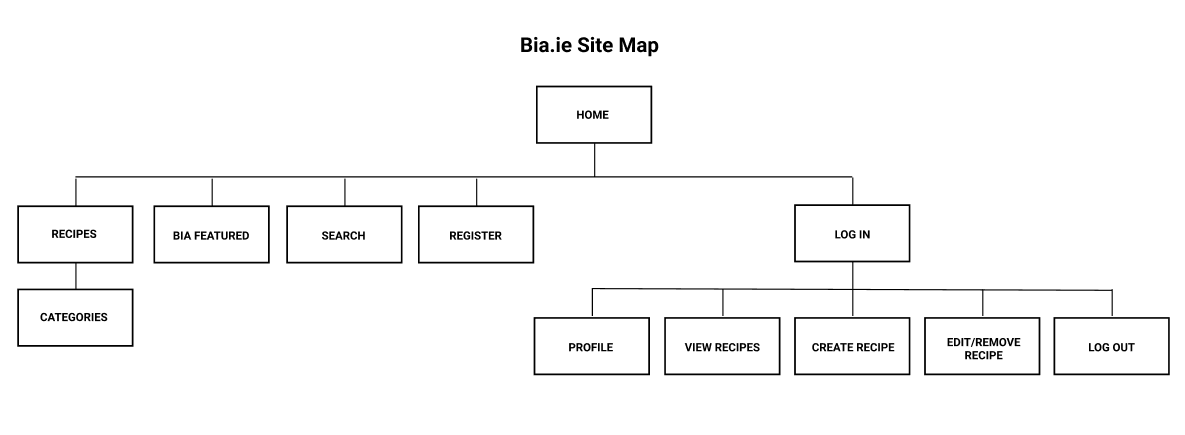 Bia.ie Site Map
HOME
RECIPES
BIA FEATURED
SEARCH
REGISTER
LOG IN
CATEGORIES
PROFILE
VIEW RECIPES
CREATE RECIPE
EDIT/REMOVE
RECIPE
LOG OUT